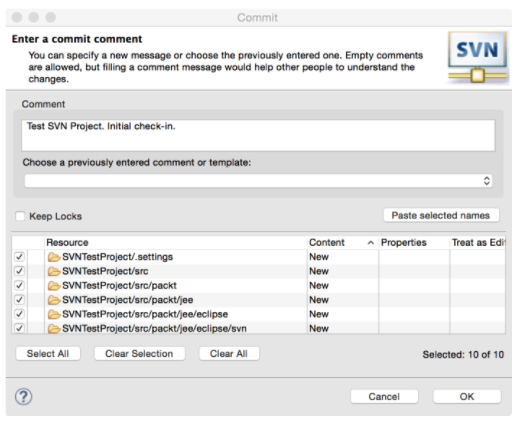 Commit
Enter a commit comment
You can specify a new message or choose the previously entered one. Empty comments
are allowed, but filling a comment message would help other people to understand the
changes.
SVN
Comment
Test SVN Project. Initial check-in.
Choose a previously entered comment or template:
Keep Locks
Paste selected names
Resource Content Properties Treat as Edi
SVNTestProject/.settings New
SVNTestProject/src New
SVNTestProject/src/packt New
SVNTestProject/src/packt/jee New
SVNTestProject/src/packt/jee/eclipse New
SVNTestProject/src/packt/jee/eclipse/svn New
Select All Clear Selection Clear All Selected: 10 of 10
? Cancel OK